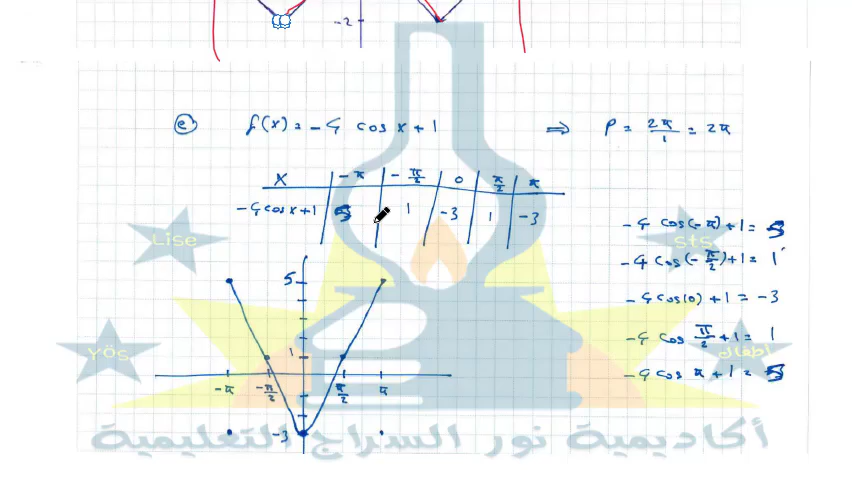 -2
e) f(x) = -4 cos x + 1 ⇒ P = 2π/1 = 2π
x | -π | -π/2 | 0 | π/2 | π
-4cosx+1 | 5 | 1 | -3 | 1 | -3
-4 cos(-π) + 1 = 5
-4 cos(-π/2) + 1 = 1
-4 cos(0) + 1 = -3
-4 cos π/2 + 1 = 1
-4 cos π + 1 = 5
5
1
-π -π/2 π/2 π
-3
Lise
sts
Yös
أطفال
أكاديمية نور السراج التعليمية